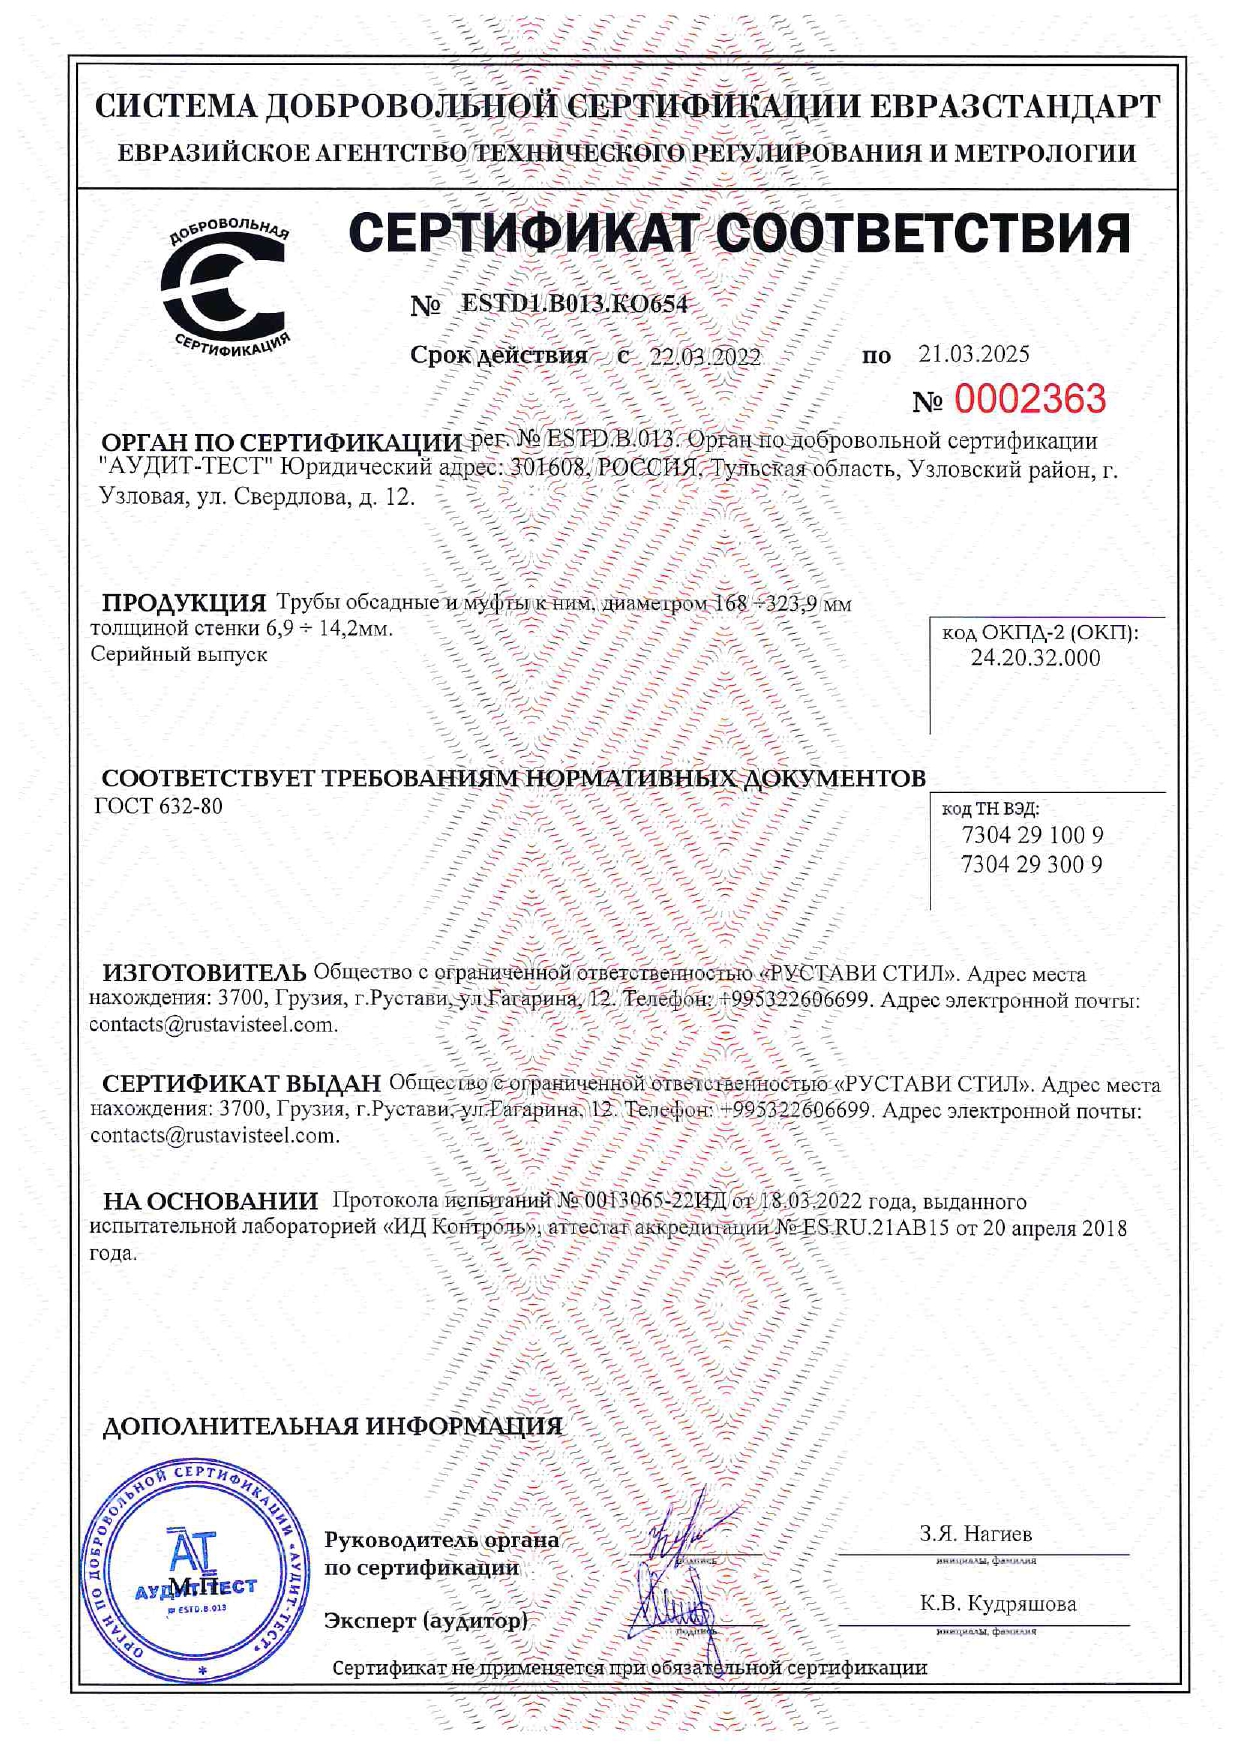 СИСТЕМА ДОБРОВОЛЬНОЙ СЕРТИФИКАЦИИ ЕВРАЗСТАНДАРТ
ЕВРАЗИЙСКОЕ АГЕНТСТВО ТЕХНИЧЕСКОГО РЕГУЛИРОВАНИЯ И МЕТРОЛОГИИ
ДОБРОВОЛЬНАЯ
СЕРТИФИКАЦИЯ
СЕРТИФИКАТ СООТВЕТСТВИЯ
№ ESTD1.B013.KO654
Срок действия с 22.03.2022 по 21.03.2025
№ 0002363
ОРГАН ПО СЕРТИФИКАЦИИ рег. № ESTD.B.013. Орган по добровольной сертификации
"АУДИТ-ТЕСТ" Юридический адрес: 301608, РОССИЯ, Тульская область, Узловский район, г.
Узловая, ул. Свердлова, д. 12.
ПРОДУКЦИЯ Трубы обсадные и муфты к ним, диаметром 168 ÷323,9 мм
толщиной стенки 6,9 ÷ 14,2мм.
Серийный выпуск
код ОКПД-2 (ОКП):
24.20.32.000
СООТВЕТСТВУЕТ ТРЕБОВАНИЯМ НОРМАТИВНЫХ ДОКУМЕНТОВ
ГОСТ 632-80
код ТН ВЭД:
7304 29 100 9
7304 29 300 9
ИЗГОТОВИТЕЛЬ Общество с ограниченной ответственностью «РУСТАВИ СТИЛ». Адрес места
нахождения: 3700, Грузия, г.Рустави, ул.Гагарина, 12. Телефон: +995322606699. Адрес электронной почты:
contacts@rustavisteel.com.
СЕРТИФИКАТ ВЫДАН Общество с ограниченной ответственностью «РУСТАВИ СТИЛ». Адрес места
нахождения: 3700, Грузия, г.Рустави, ул.Гагарина, 12. Телефон: +995322606699. Адрес электронной почты:
contacts@rustavisteel.com.
НА ОСНОВАНИИ Протокола испытаний № 0013065-22ИД от 18.03.2022 года, выданного
испытательной лабораторией «ИД Контроль», аттестат аккредитации № ES.RU.21АВ15 от 20 апреля 2018
года.
ДОПОЛНИТЕЛЬНАЯ ИНФОРМАЦИЯ
ОРГАН ПО ДОБРОВОЛЬНОЙ СЕРТИФИКАЦИИ «АУДИТ-ТЕСТ»
АТ
АУДИТ-ТЕСТ
№ ESTD.B.013
М.П.
Руководитель органа
по сертификации
подпись
З.Я. Нагиев
инициалы, фамилия
Эксперт (аудитор)
подпись
К.В. Кудряшова
инициалы, фамилия
Сертификат не применяется при обязательной сертификации